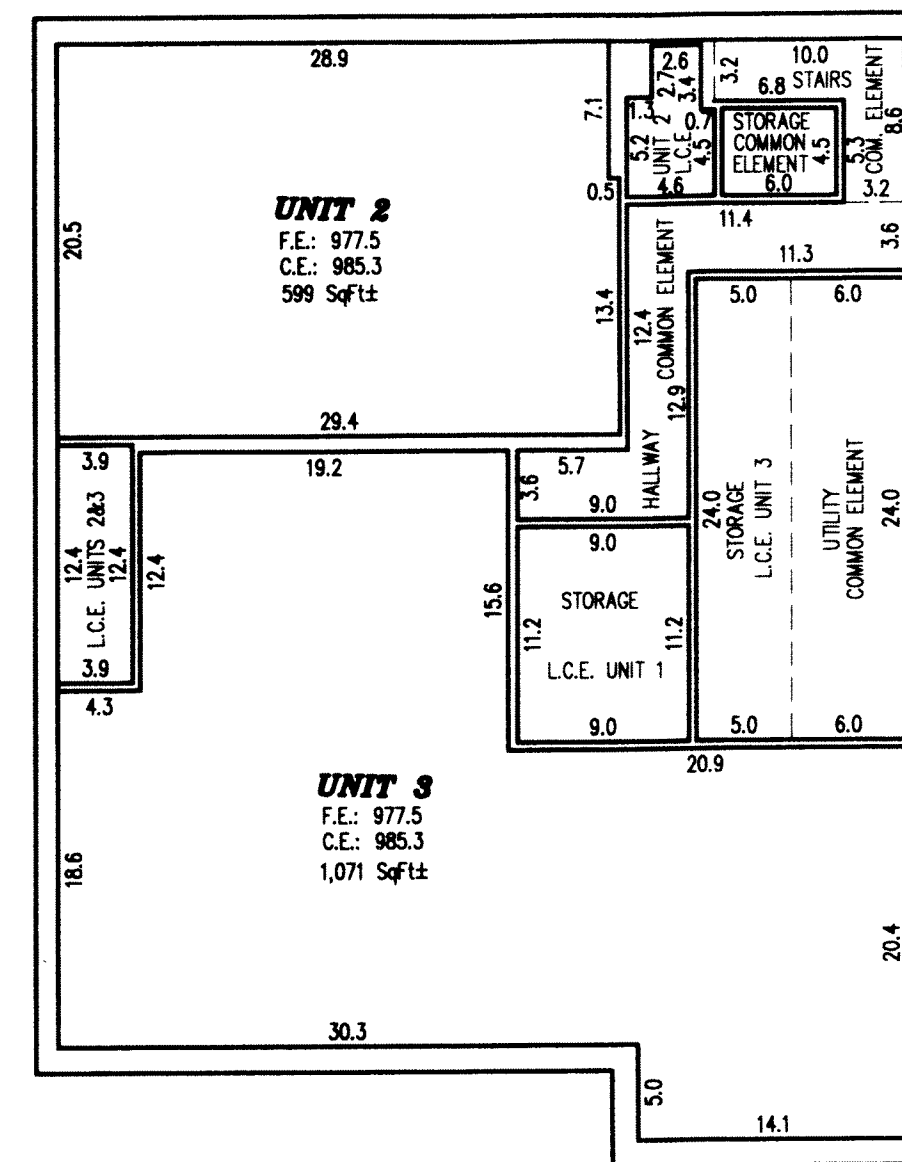 28.9
2.6
3.2
10.0
STAIRS
6.8
COM. ELEMENT
8.6
7.1
2.7
3.4
1.3
0.7
UNIT 2
L.C.E.
5.2
4.5
4.6
STORAGE
COMMON
ELEMENT
4.5
6.0
5.3
3.2
0.5
11.4
3.6
11.3
20.5
UNIT 2
F.E.: 977.5
C.E.: 985.3
599 SqFt±
13.4
12.4
COMMON ELEMENT
HALLWAY
12.9
5.0
6.0
29.4
3.9
19.2
5.7
3.6
9.0
24.0
STORAGE
L.C.E. UNIT 3
UTILITY
COMMON ELEMENT
24.0
12.4
L.C.E. UNITS 2&3
12.4
12.4
3.9
4.3
15.6
9.0
11.2
STORAGE
L.C.E. UNIT 1
11.2
9.0
5.0
6.0
20.9
UNIT 3
F.E.: 977.5
C.E.: 985.3
1,071 SqFt±
18.6
20.4
30.3
5.0
14.1